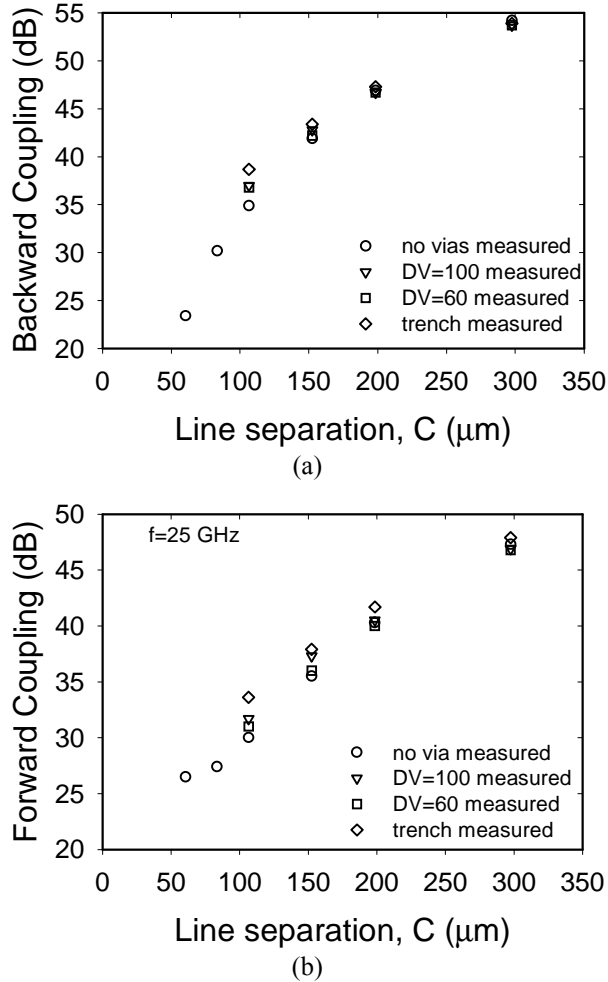 55
50
45
40
35
30
25
20
Backward Coupling (dB)
no vias measured
DV=100 measured
DV=60 measured
trench measured
0 50 100 150 200 250 300 350
Line separation, C (μm)
(a)
50
45
40
35
30
25
20
Forward Coupling (dB)
f=25 GHz
no via measured
DV=100 measured
DV=60 measured
trench measured
0 50 100 150 200 250 300 350
Line separation, C (μm)
(b)